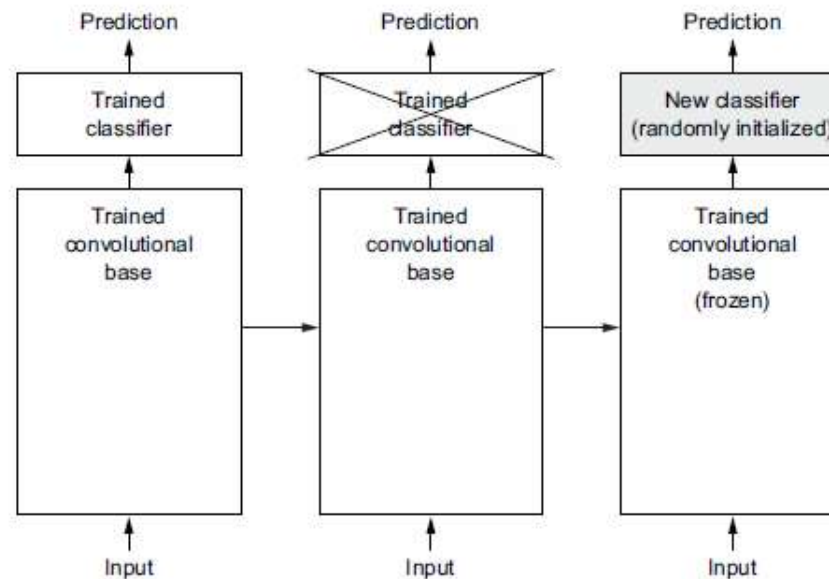 Prediction
Prediction
Prediction
Trained
classifier
Trained
classifier
New classifier
(randomly initialized)
Trained
convolutional
base
Trained
convolutional
base
Trained
convolutional
base
(frozen)
Input
Input
Input